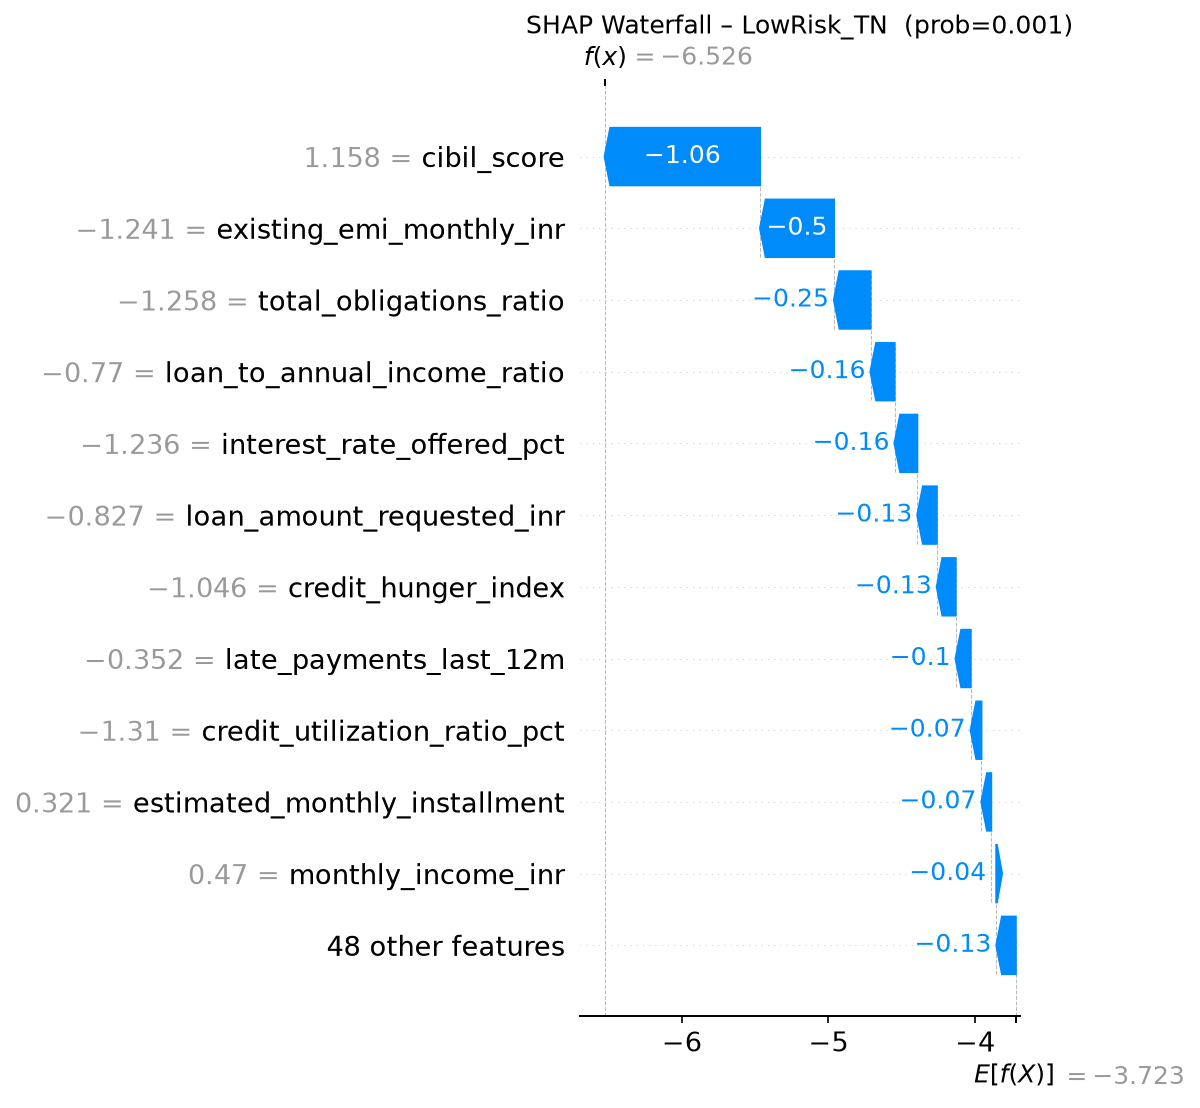 SHAP Waterfall – LowRisk_TN (prob=0.001)
f(x) = −6.526
1.158 = cibil_score −1.06
−1.241 = existing_emi_monthly_inr −0.5
−1.258 = total_obligations_ratio −0.25
−0.77 = loan_to_annual_income_ratio −0.16
−1.236 = interest_rate_offered_pct −0.16
−0.827 = loan_amount_requested_inr −0.13
−1.046 = credit_hunger_index −0.13
−0.352 = late_payments_last_12m −0.1
−1.31 = credit_utilization_ratio_pct −0.07
0.321 = estimated_monthly_installment −0.07
0.47 = monthly_income_inr −0.04
48 other features −0.13
−6 −5 −4
E[f(X)] = −3.723